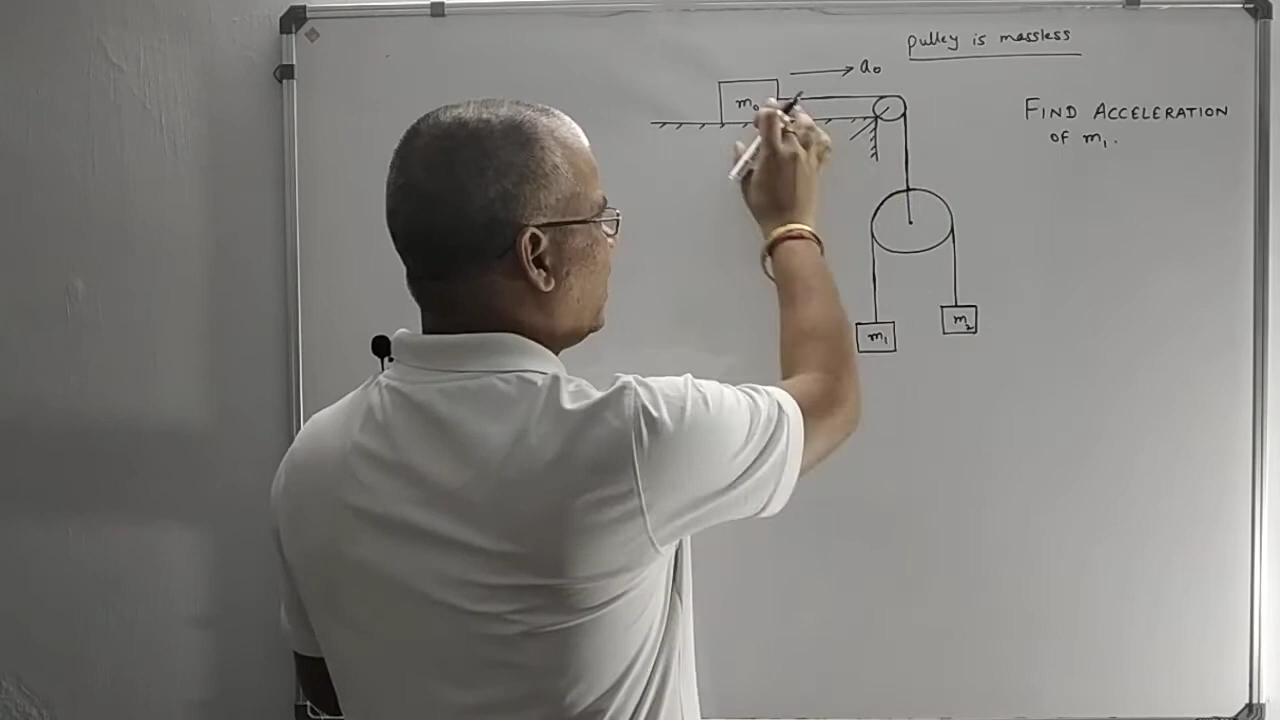 pulley is massless
a₀
m₀
FIND ACCELERATION
OF m₁.
m₁
m₂